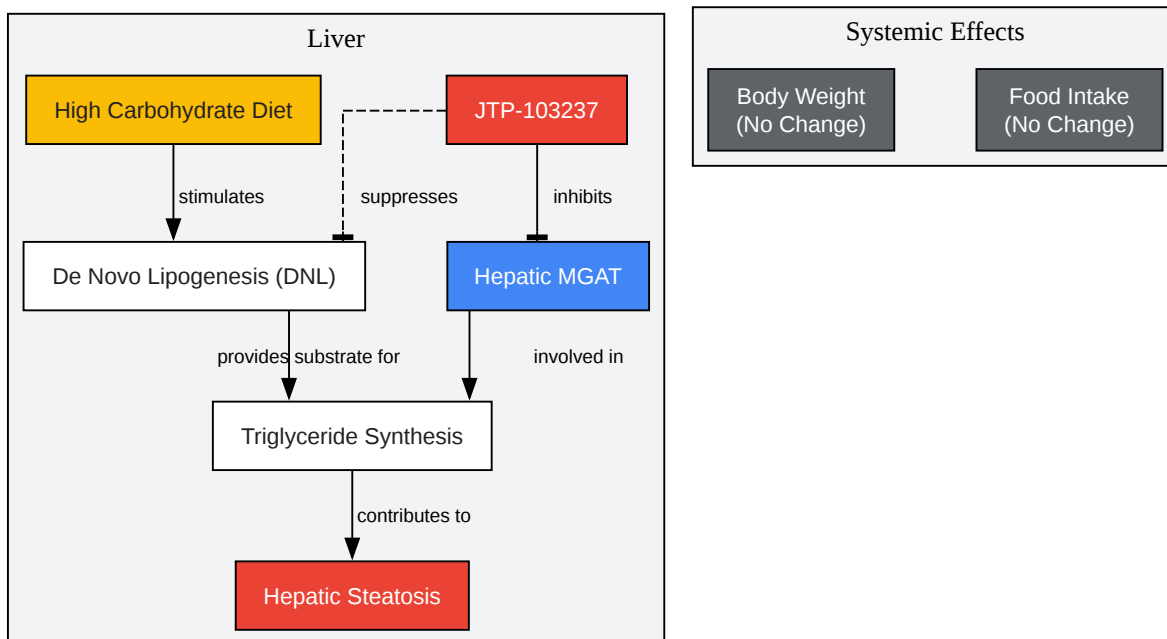 Liver
High Carbohydrate Diet
JTP-103237
stimulates
suppresses
inhibits
De Novo Lipogenesis (DNL)
Hepatic MGAT
provides substrate for
involved in
Triglyceride Synthesis
contributes to
Hepatic Steatosis
Systemic Effects
Body Weight
(No Change)
Food Intake
(No Change)